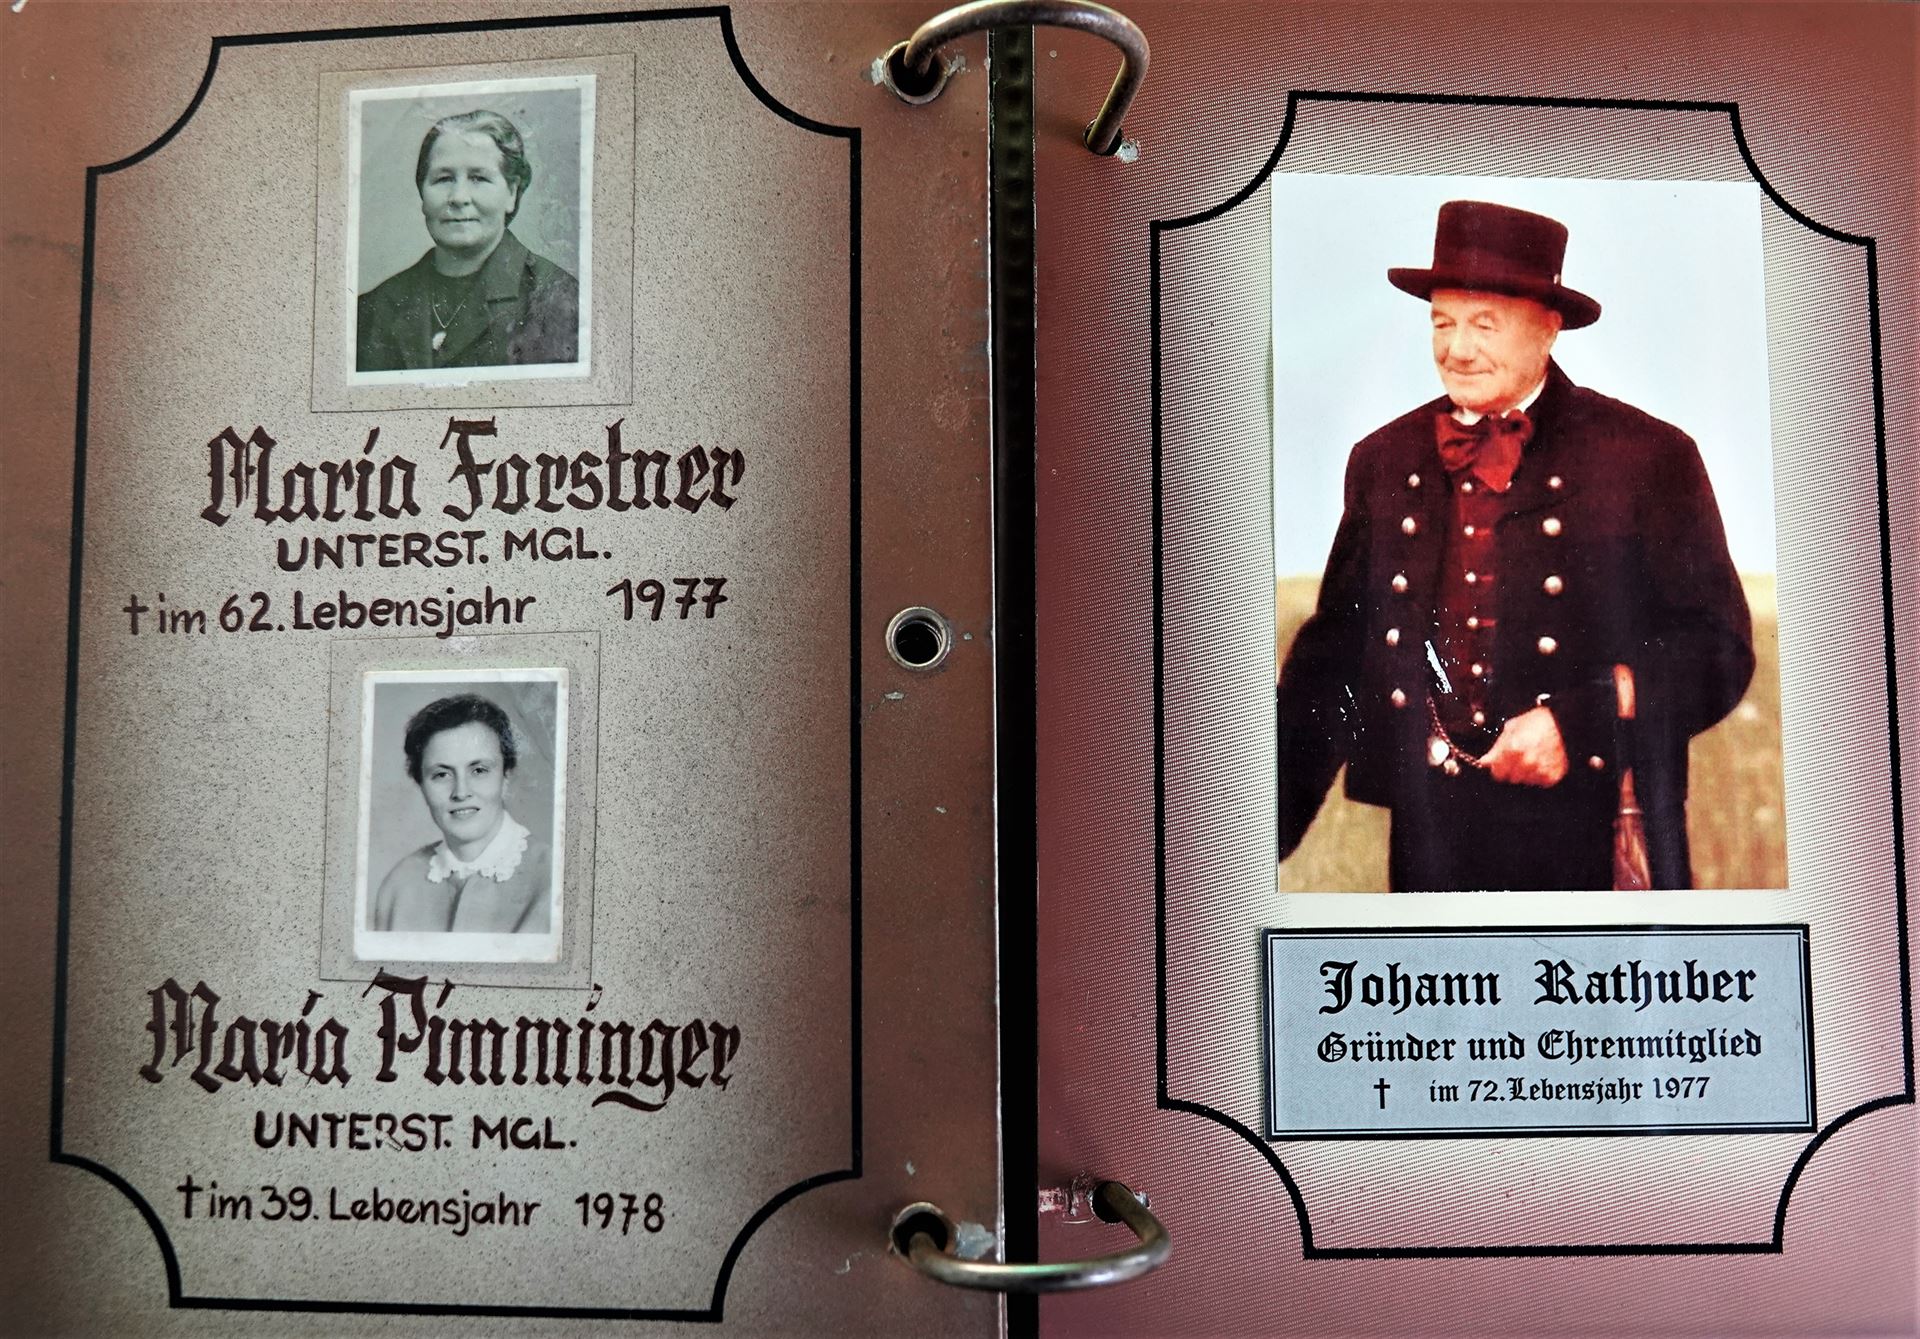 Maria Forstner
UNTERST. MGL.
† im 62. Lebensjahr 1977
Maria Pimminger
UNTERST. MGL.
† im 39. Lebensjahr 1978
Johann Rathuber
Gründer und Ehrenmitglied
† im 72. Lebensjahr 1977